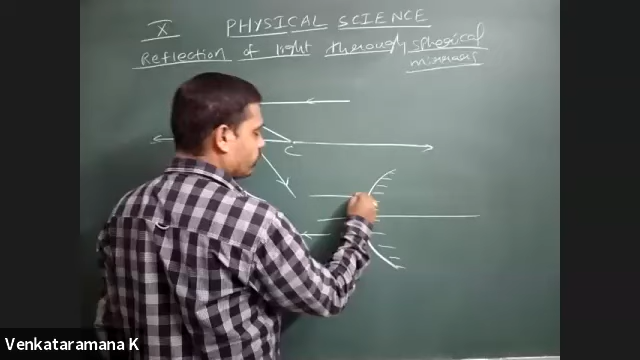 X PHYSICAL SCIENCE
Reflection of light through spherical
mirrors
C
Venkataramana K